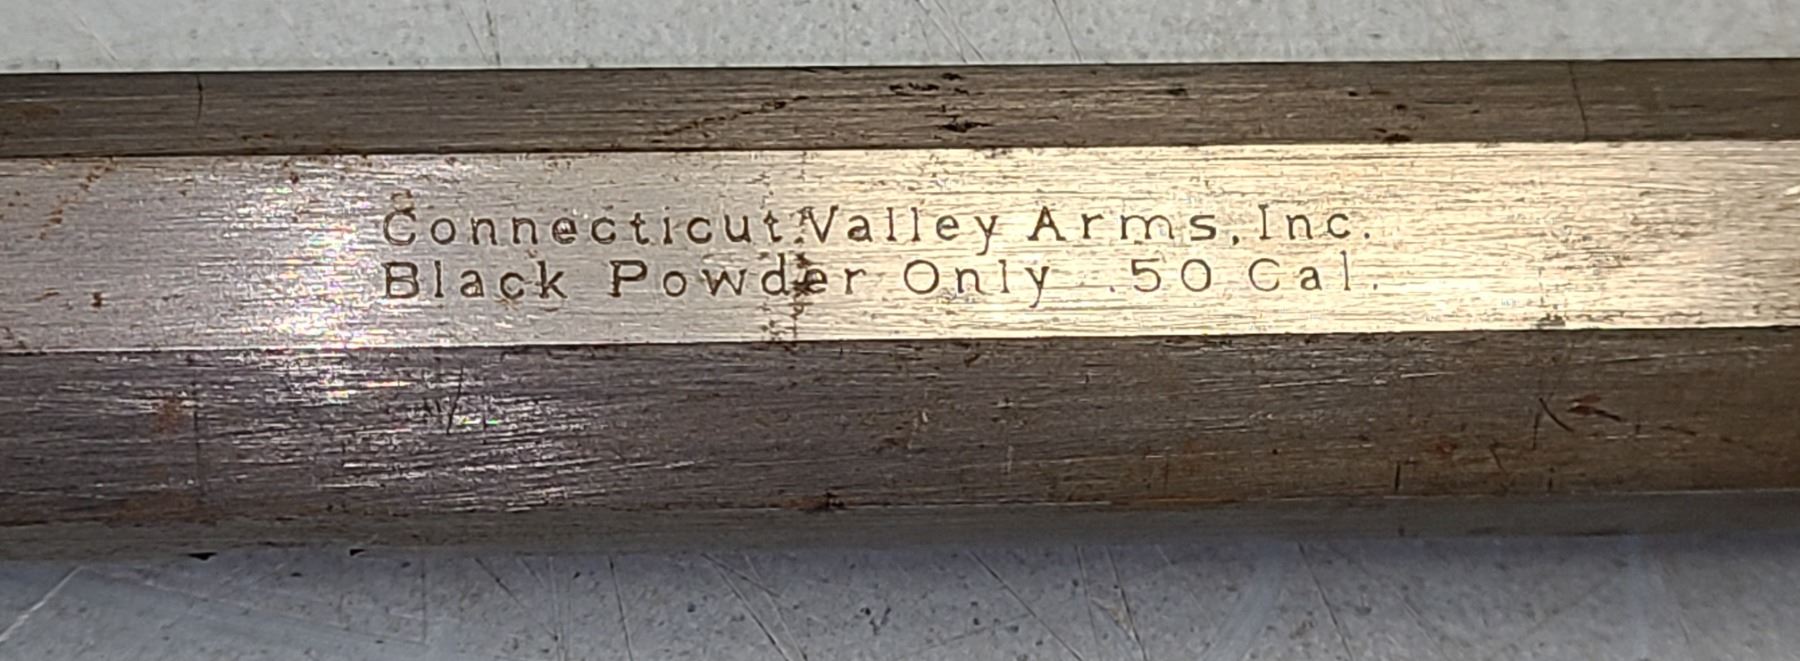 Connecticut Valley Arms, Inc.
Black Powder Only .50 Cal.